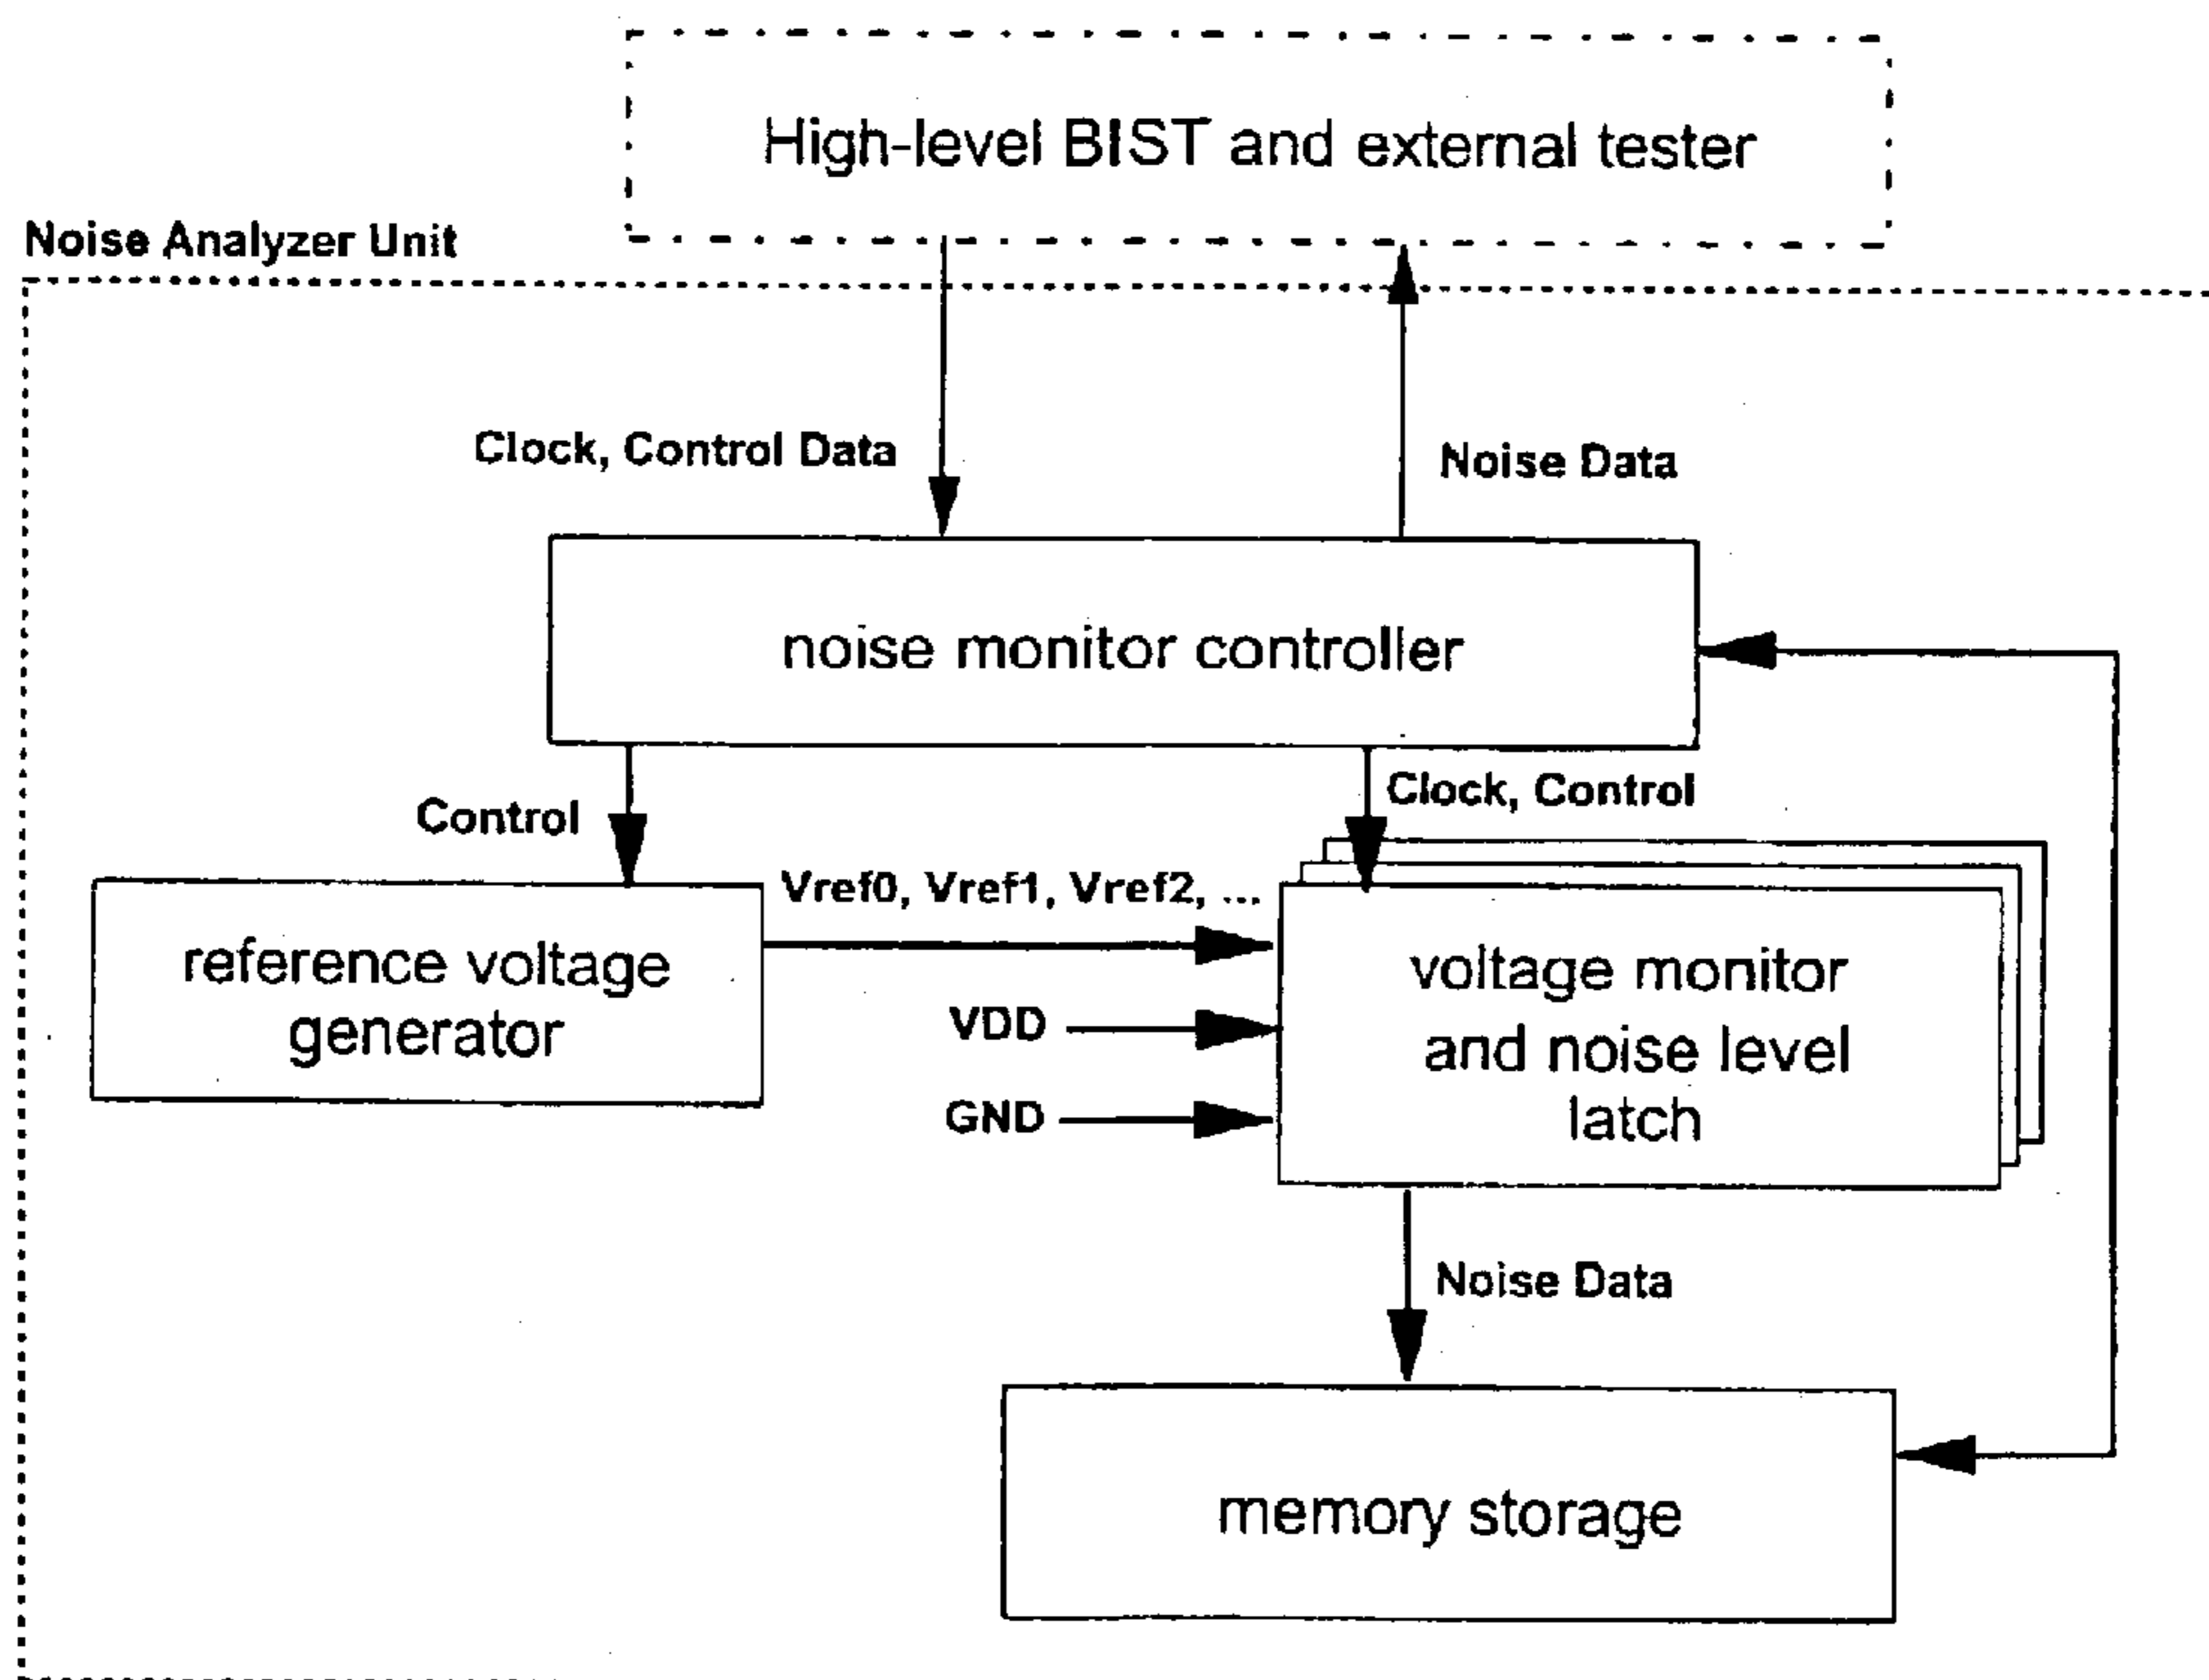 High-level BIST and external tester
Noise Analyzer Unit
Clock, Control Data
Noise Data
noise monitor controller
Control
Clock, Control
Vref0, Vref1, Vref2, ...
reference voltage
generator
VDD
GND
voltage monitor
and noise level
latch
Noise Data
memory storage